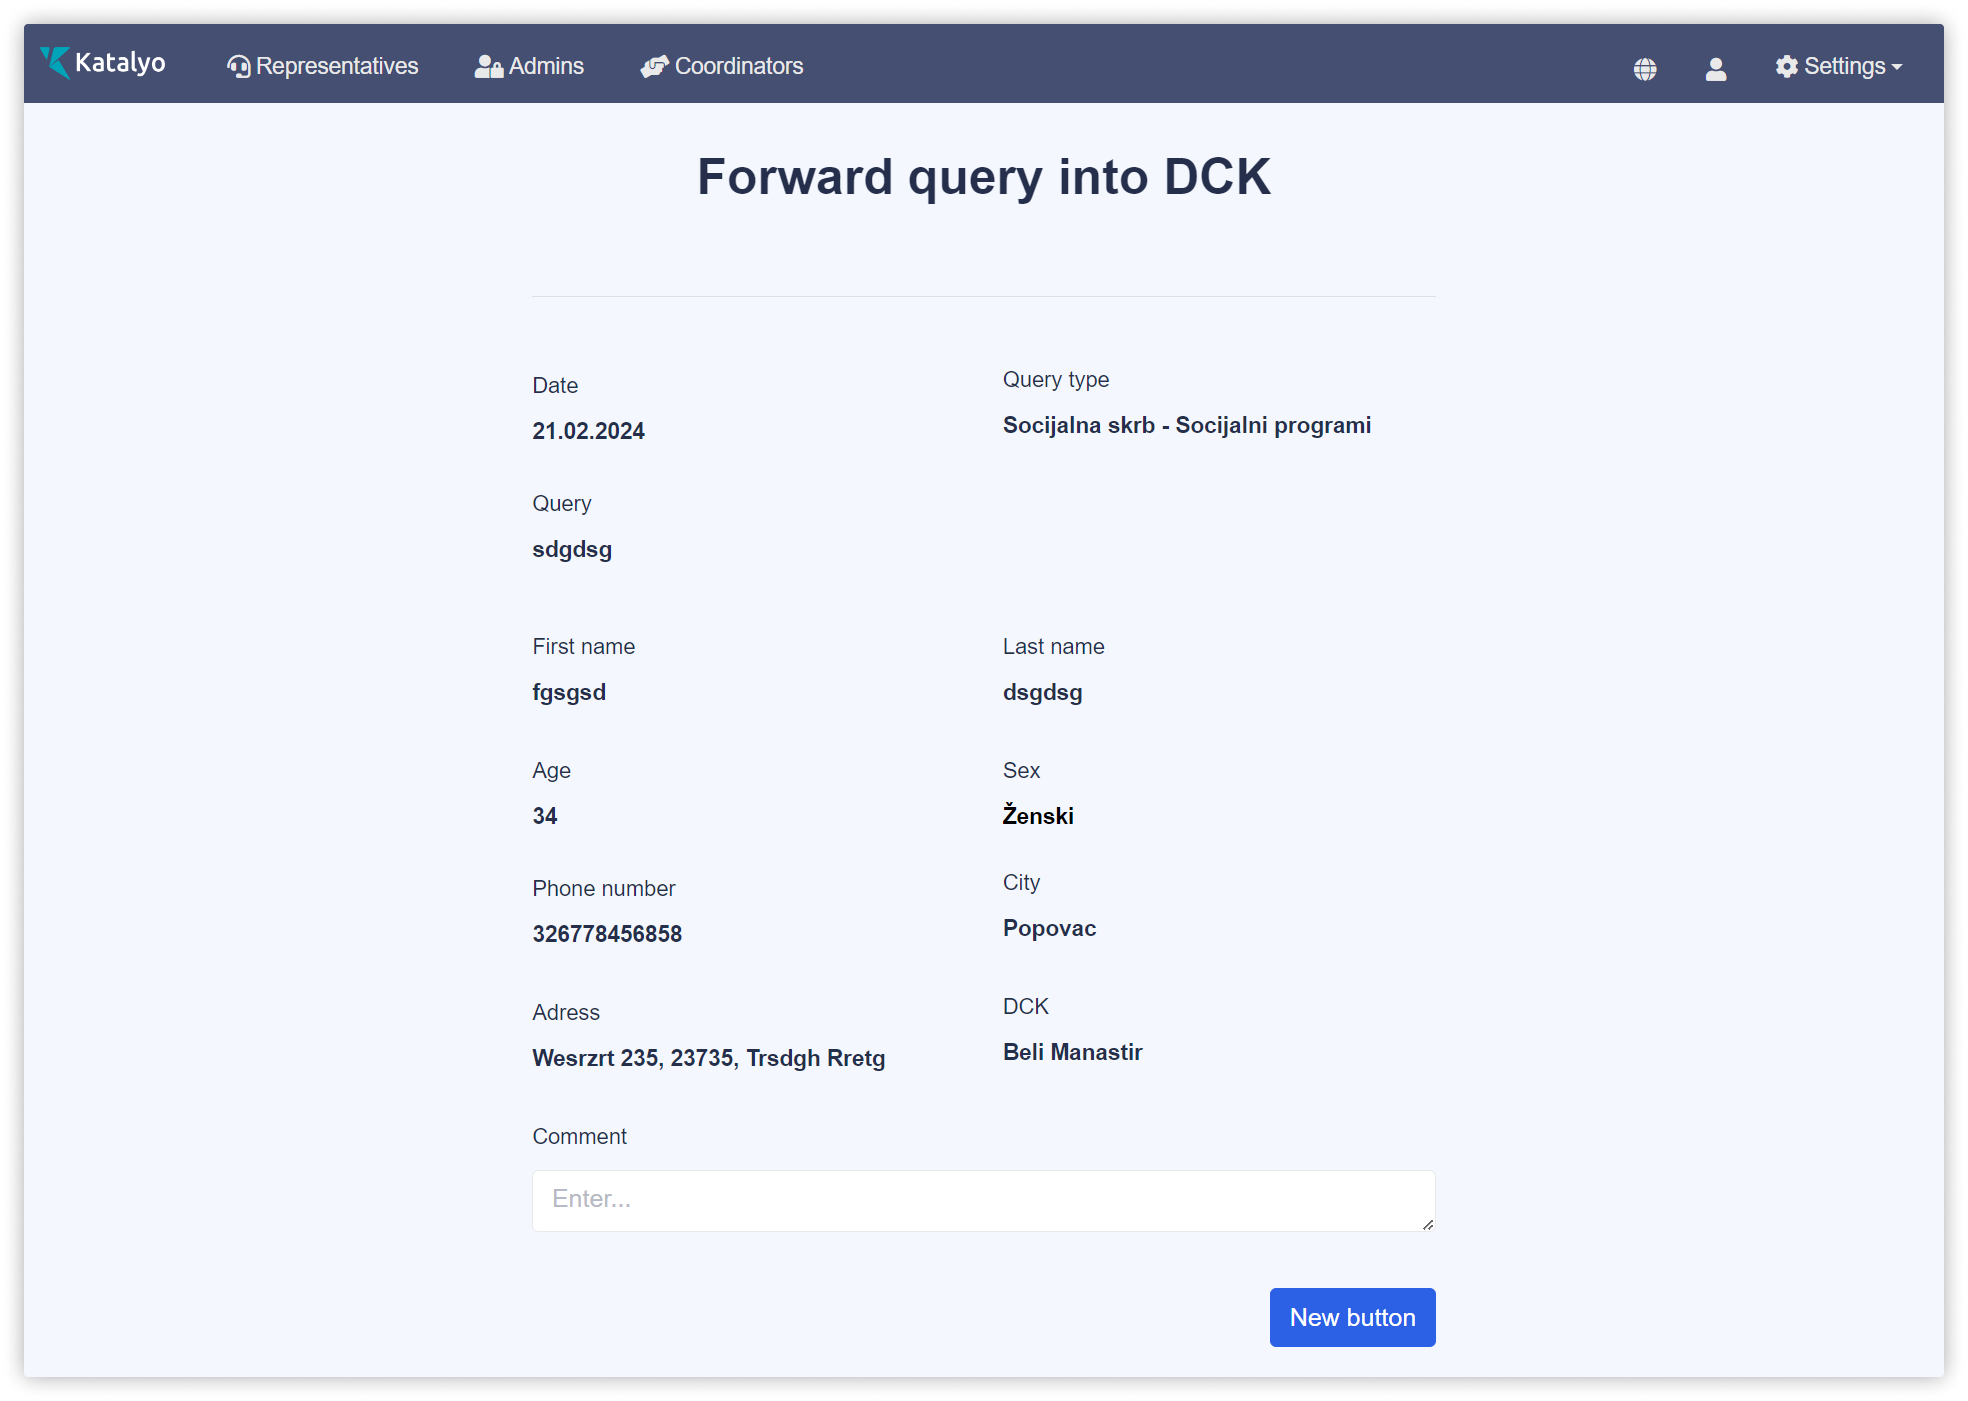 Katalyo
Representatives
Admins
Coordinators
Settings
Forward query into DCK
Date
21.02.2024
Query type
Socijalna skrb - Socijalni programi
Query
sdgdsg
First name
fgsgsd
Last name
dsgdsg
Age
34
Sex
Ženski
Phone number
326778456858
City
Popovac
Adress
Wesrzrt 235, 23735, Trsdgh Rretg
DCK
Beli Manastir
Comment
Enter...
New button